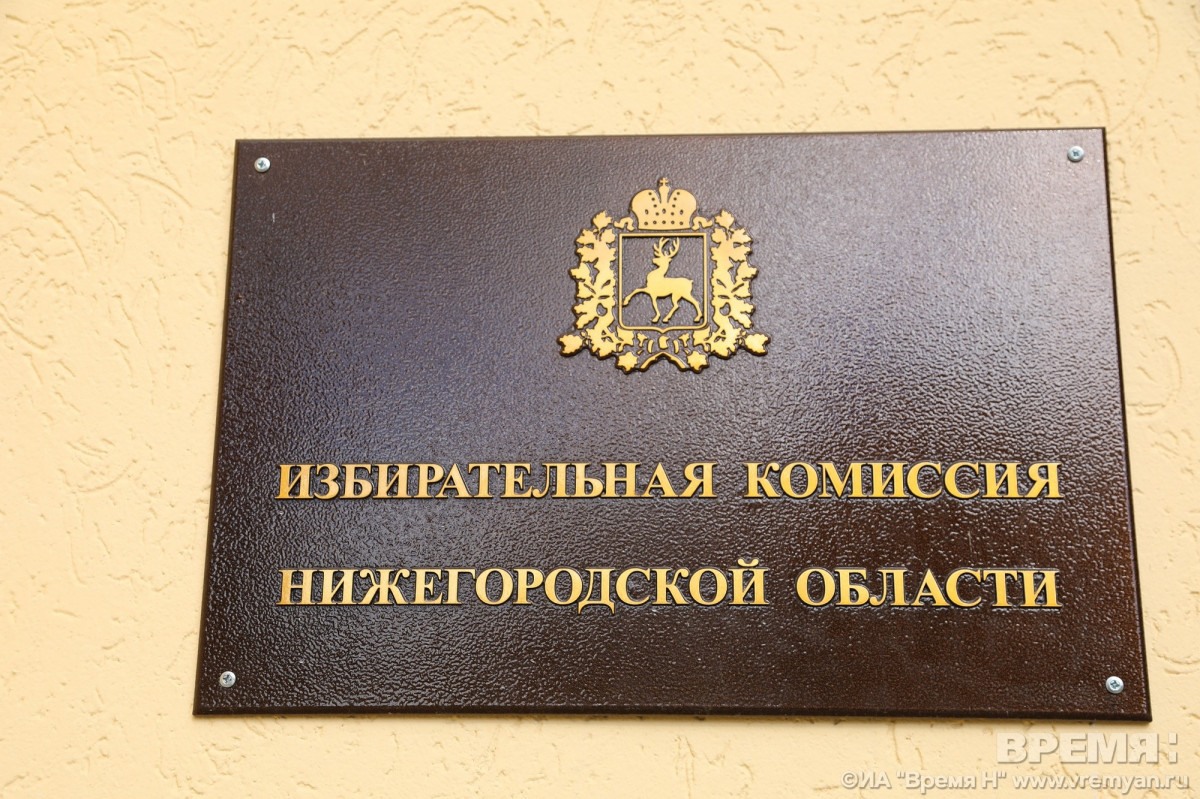 ИЗБИРАТЕЛЬНАЯ КОМИССИЯ
НИЖЕГОРОДСКОЙ ОБЛАСТИ
ВРЕМЯ:
©ИА "Время Н" www.vremyan.ru